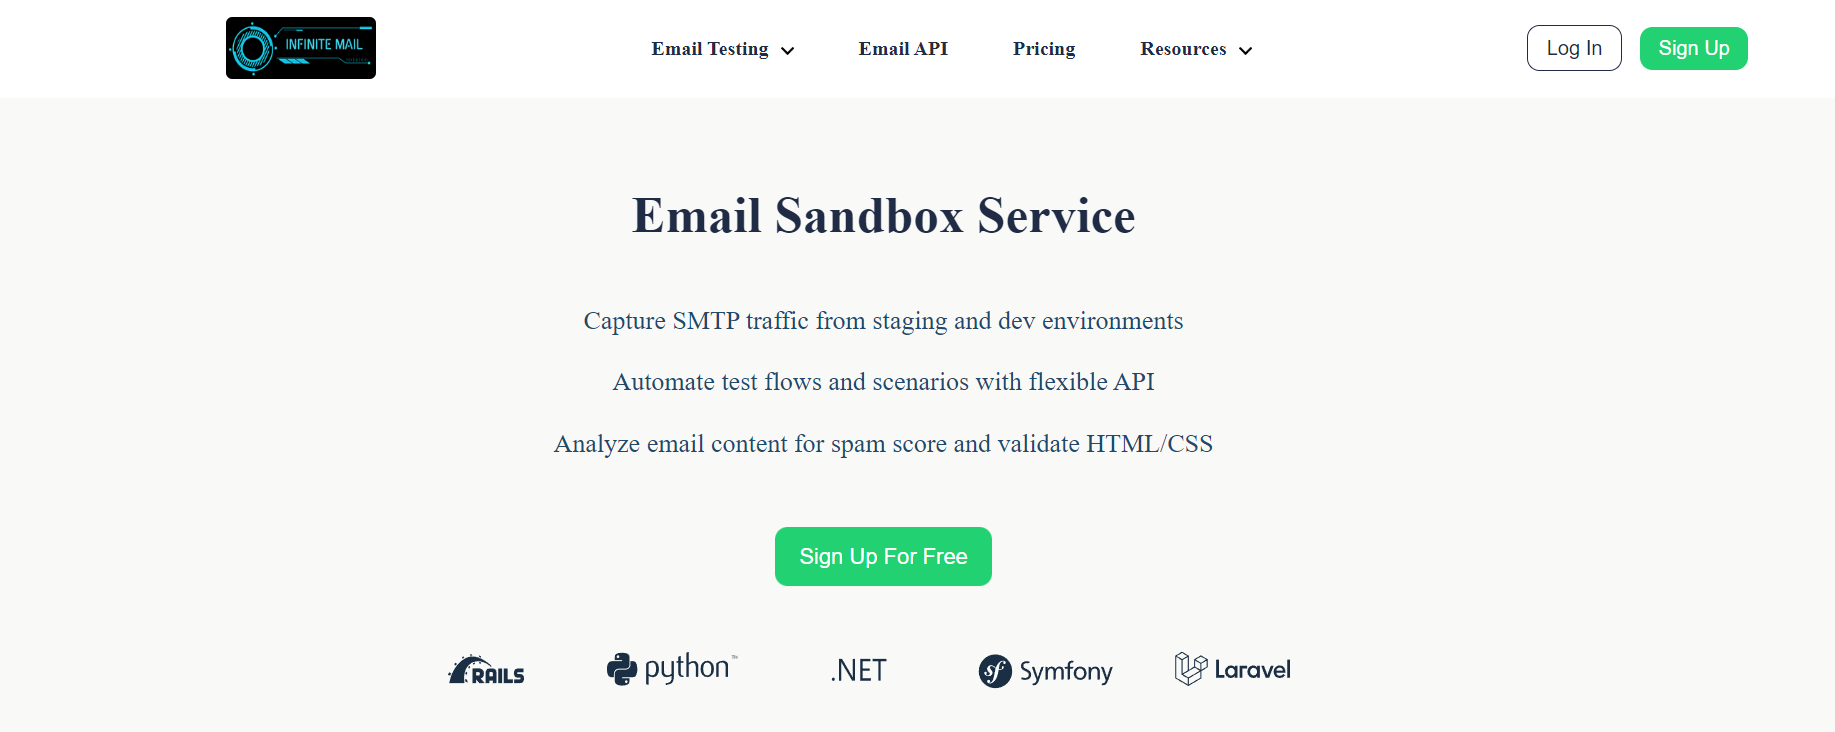 INFINITE MAIL
Email Testing
Email API
Pricing
Resources
Log In
Sign Up
Email Sandbox Service
Capture SMTP traffic from staging and dev environments
Automate test flows and scenarios with flexible API
Analyze email content for spam score and validate HTML/CSS
Sign Up For Free
RAILS
python™
.NET
sf Symfony
Laravel